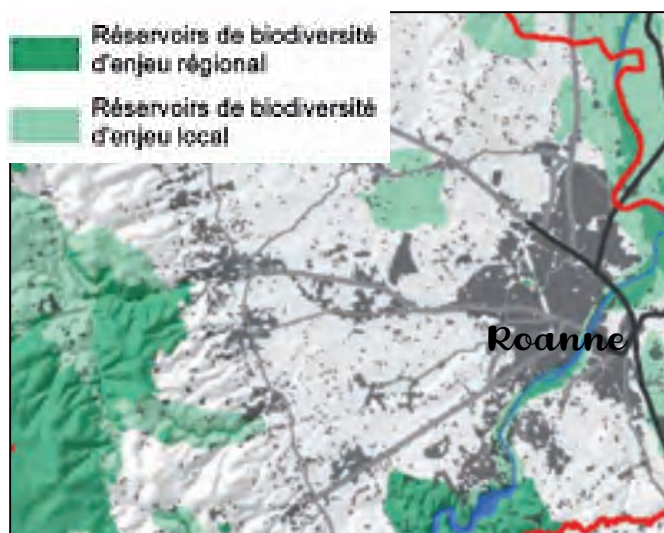 Réservoirs de biodiversité
d'enjeu régional
Réservoirs de biodiversité
d'enjeu local
Roanne